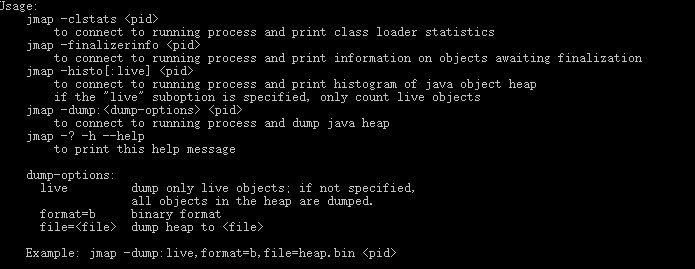 Usage:
    jmap -clstats <pid>
        to connect to running process and print class loader statistics
    jmap -finalizerinfo <pid>
        to connect to running process and print information on objects awaiting finalization
    jmap -histo[:live] <pid>
        to connect to running process and print histogram of java object heap
        if the "live" suboption is specified, only count live objects
    jmap -dump:<dump-options> <pid>
        to connect to running process and dump java heap
    jmap -? -h --help
        to print this help message

    dump-options:
      live         dump only live objects; if not specified,
                   all objects in the heap are dumped.
      format=b     binary format
      file=<file>  dump heap to <file>

    Example: jmap -dump:live,format=b,file=heap.bin <pid>